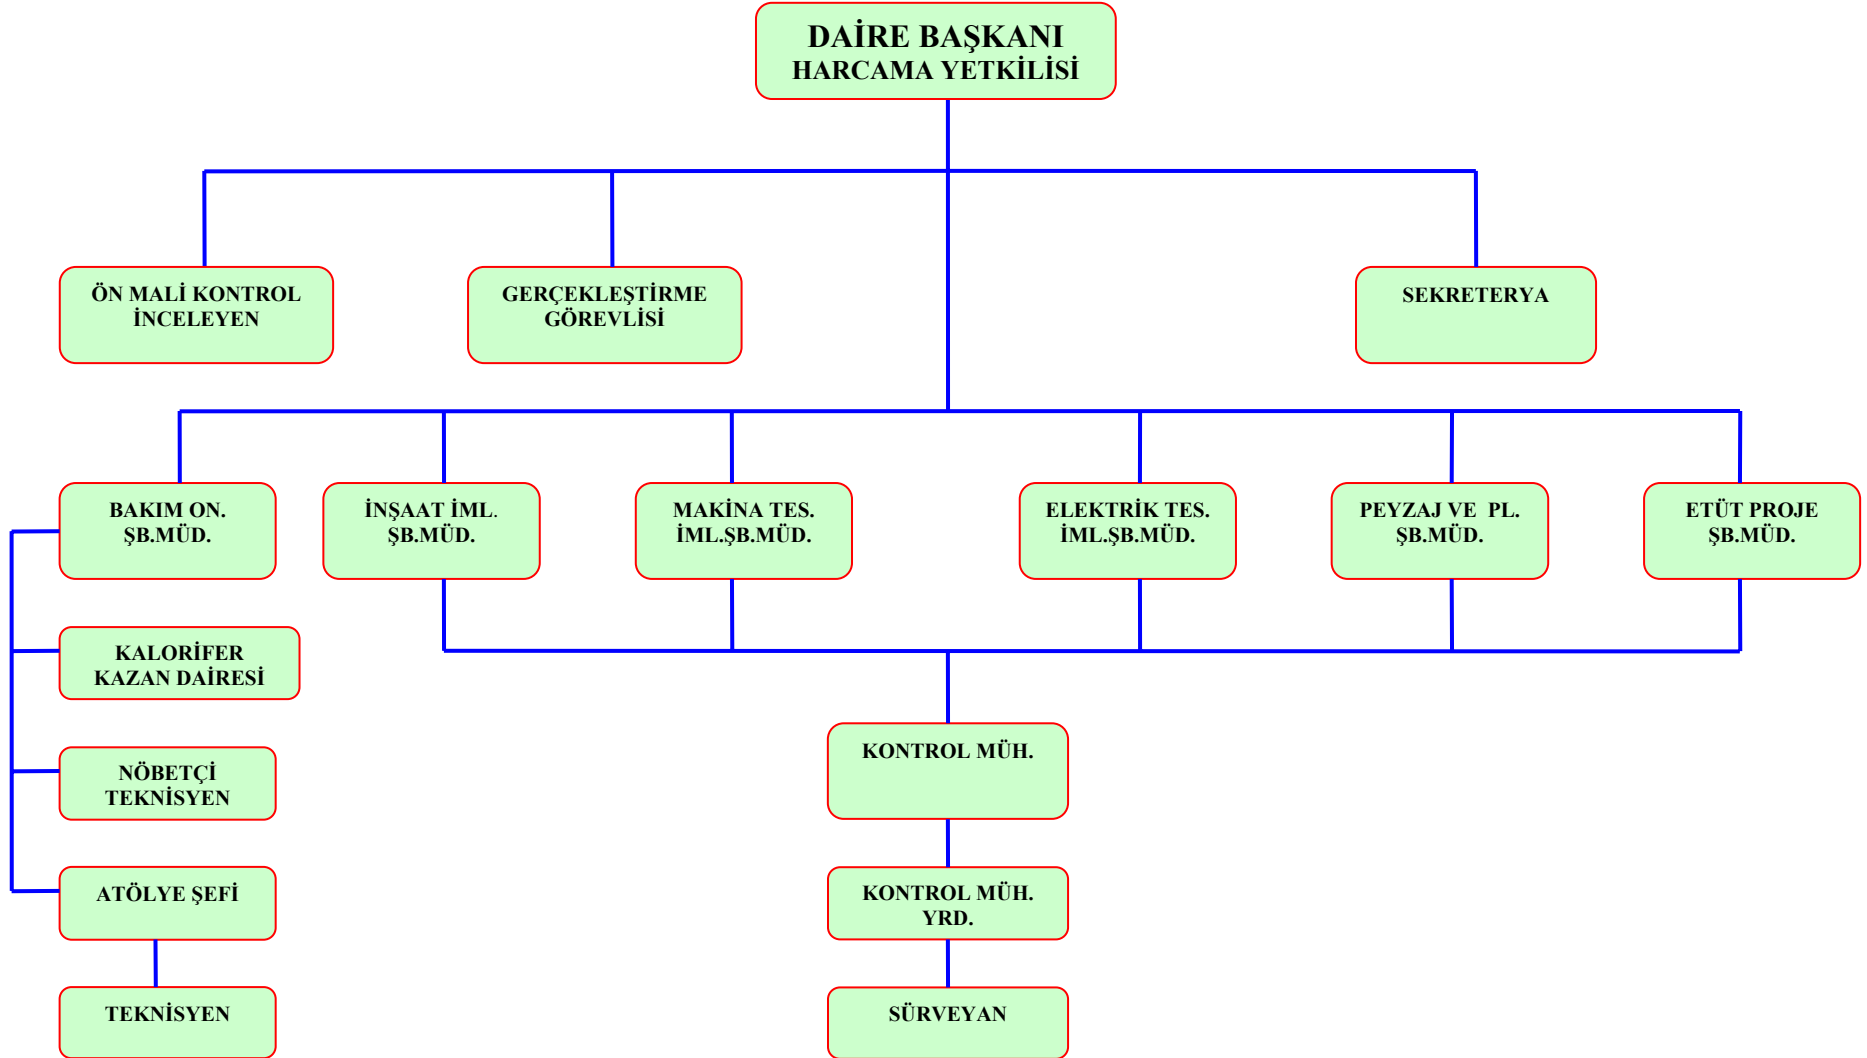 DAİRE BAŞKANI
HARCAMA YETKİLİSİ
ÖN MALİ KONTROL
İNCELEYEN
GERÇEKLEŞTİRME
GÖREVLİSİ
SEKRETERYA
BAKIM ON.
ŞB.MÜD.
İNŞAAT İML.
ŞB.MÜD.
MAKİNA TES.
İML.ŞB.MÜD.
ELEKTRİK TES.
İML.ŞB.MÜD.
PEYZAJ VE PL.
ŞB.MÜD.
ETÜT PROJE
ŞB.MÜD.
KALORİFER
KAZAN DAİRESİ
NÖBETÇİ
TEKNİSYEN
ATÖLYE ŞEFİ
TEKNİSYEN
KONTROL MÜH.
KONTROL MÜH.
YRD.
SÜRVEYAN